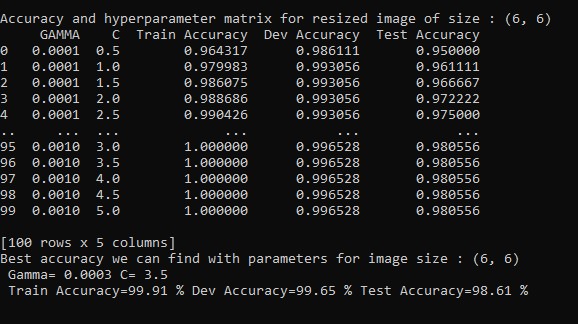 Accuracy and hyperparameter matrix for resized image of size : (6, 6)
GAMMA C Train Accuracy Dev Accuracy Test Accuracy
0 0.0001 0.5 0.964317 0.986111 0.950000
1 0.0001 1.0 0.979983 0.993056 0.961111
2 0.0001 1.5 0.986075 0.993056 0.966667
3 0.0001 2.0 0.988686 0.993056 0.972222
4 0.0001 2.5 0.990426 0.993056 0.975000
.. ... ... ... ... ...
95 0.0010 3.0 1.000000 0.996528 0.980556
96 0.0010 3.5 1.000000 0.996528 0.980556
97 0.0010 4.0 1.000000 0.996528 0.980556
98 0.0010 4.5 1.000000 0.996528 0.980556
99 0.0010 5.0 1.000000 0.996528 0.980556
[100 rows x 5 columns]
Best accuracy we can find with parameters for image size : (6, 6)
Gamma= 0.0003 C= 3.5
Train Accuracy=99.91 % Dev Accuracy=99.65 % Test Accuracy=98.61 %